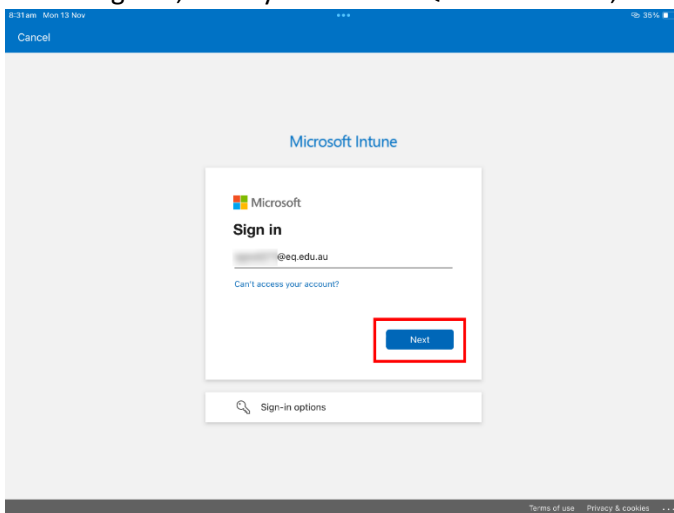 8:31am Mon 13 Nov
35%
Cancel
Microsoft Intune
Microsoft
Sign in
@eq.edu.au
Can't access your account?
Next
Sign-in options
Terms of use Privacy & cookies ...